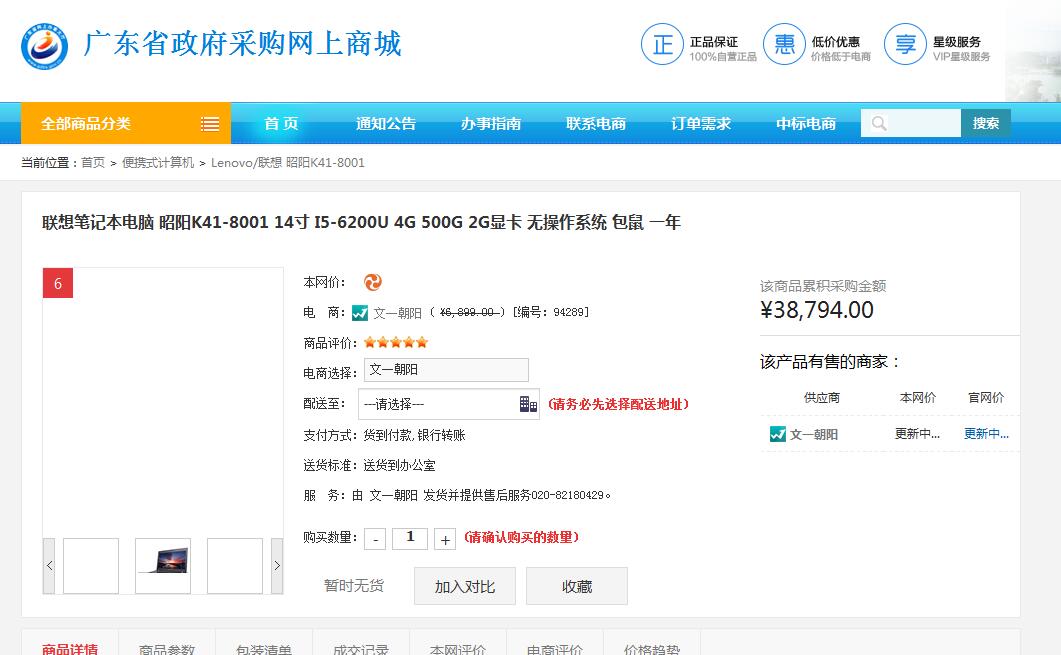 广东省政府采购网上商城
正 正品保证 惠 低价优惠 享 星级服务
100%自营正品 价格低于电商 VIP星级服务
全部商品分类 首 页 通知公告 办事指南 联系电商 订单需求 中标电商 搜索
当前位置：首页 > 便携式计算机 > Lenovo/联想 昭阳K41-8001
联想笔记本电脑 昭阳K41-8001 14寸 I5-6200U 4G 500G 2G显卡 无操作系统 包鼠 一年
6
本网价：
电 商： 文一朝阳 ( ¥6,899.00 ) [编号: 94289]
商品评价：
电商选择： 文一朝阳
配送至： ---请选择--- (请务必先选择配送地址)
支付方式：货到付款,银行转账
送货标准：送货到办公室
服 务：由 文一朝阳 发货并提供售后服务020-82180429。
购买数量： - 1 + (请确认购买的数量)
< >
暂时无货 加入对比 收藏
该商品累积采购金额
¥38,794.00
该产品有售的商家：
供应商 本网价 官网价
文一朝阳 更新中... 更新中...
商品详情 商品参数 包装清单 成交记录 本网评价 电商评价 价格趋势